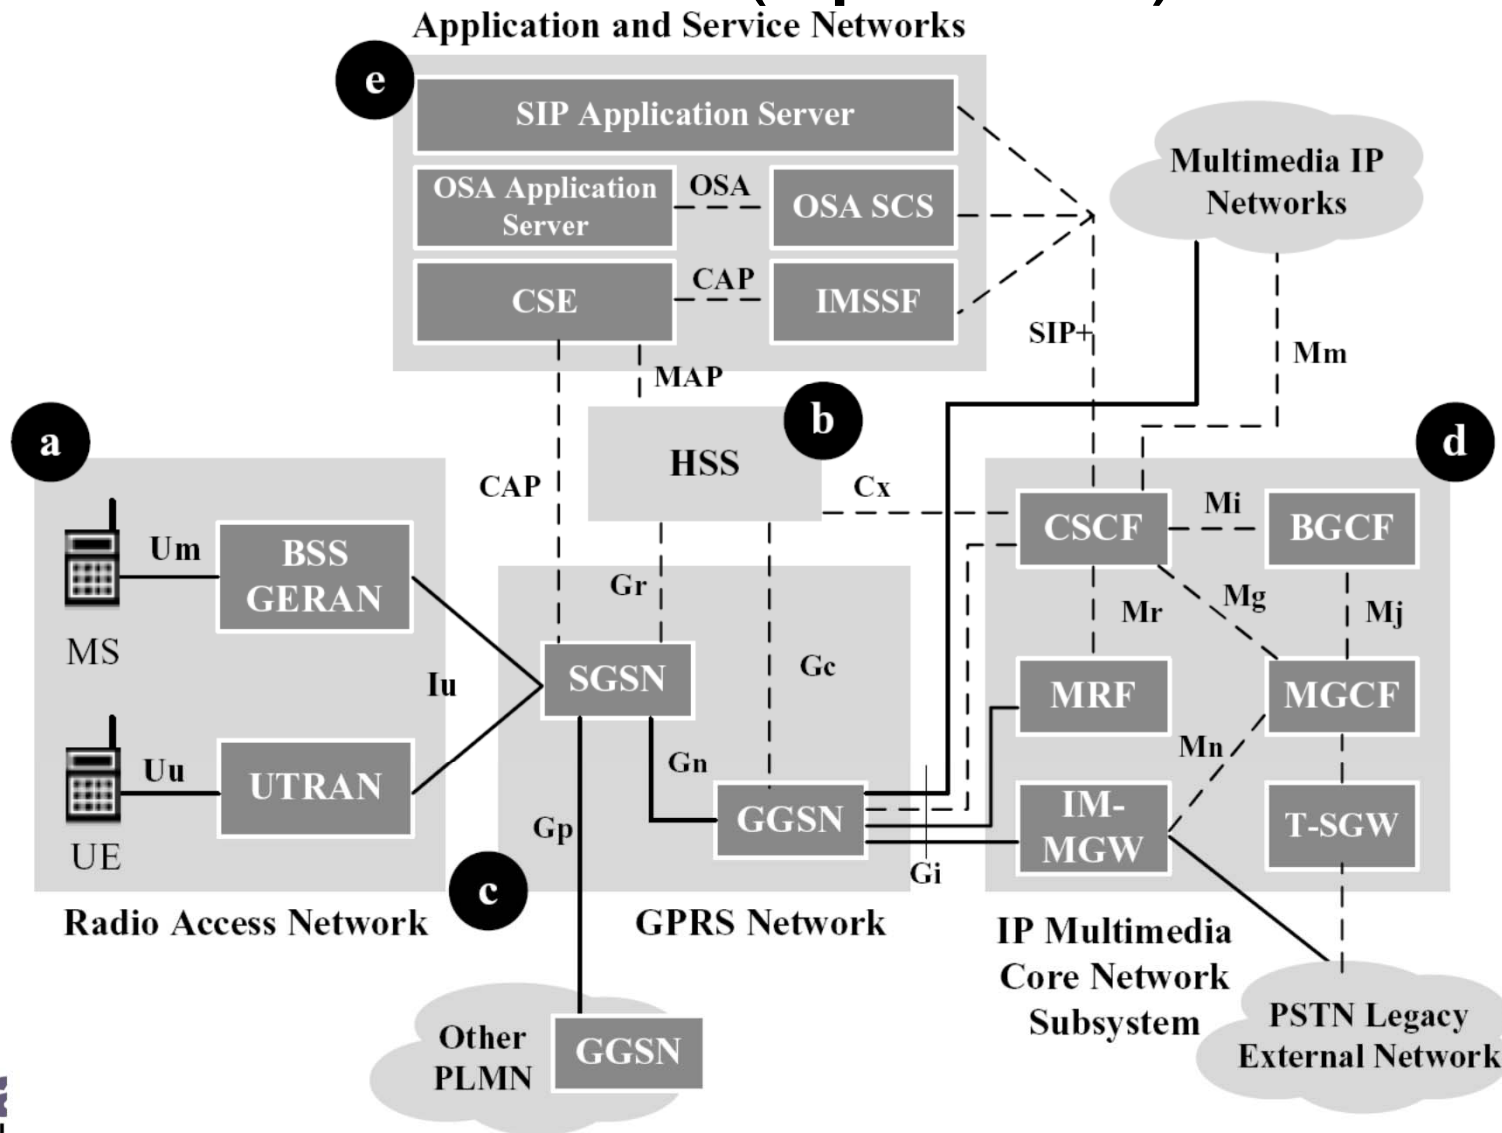 Application and Service Networks
e
SIP Application Server
OSA Application
Server
OSA
OSA SCS
CSE
CAP
IMSSF
Multimedia IP
Networks
SIP+
Mm
MAP
a
b
d
HSS
CAP
Cx
Um
BSS
GERAN
MS
Gr
CSCF
Mi
BGCF
Mr
Mg
Mj
Iu
SGSN
Gc
MRF
MGCF
Uu
UTRAN
UE
Gn
Gp
GGSN
Mn
IM-
MGW
T-SGW
Gi
c
Radio Access Network
GPRS Network
IP Multimedia
Core Network
Subsystem
Other
PLMN
GGSN
PSTN Legacy
External Network